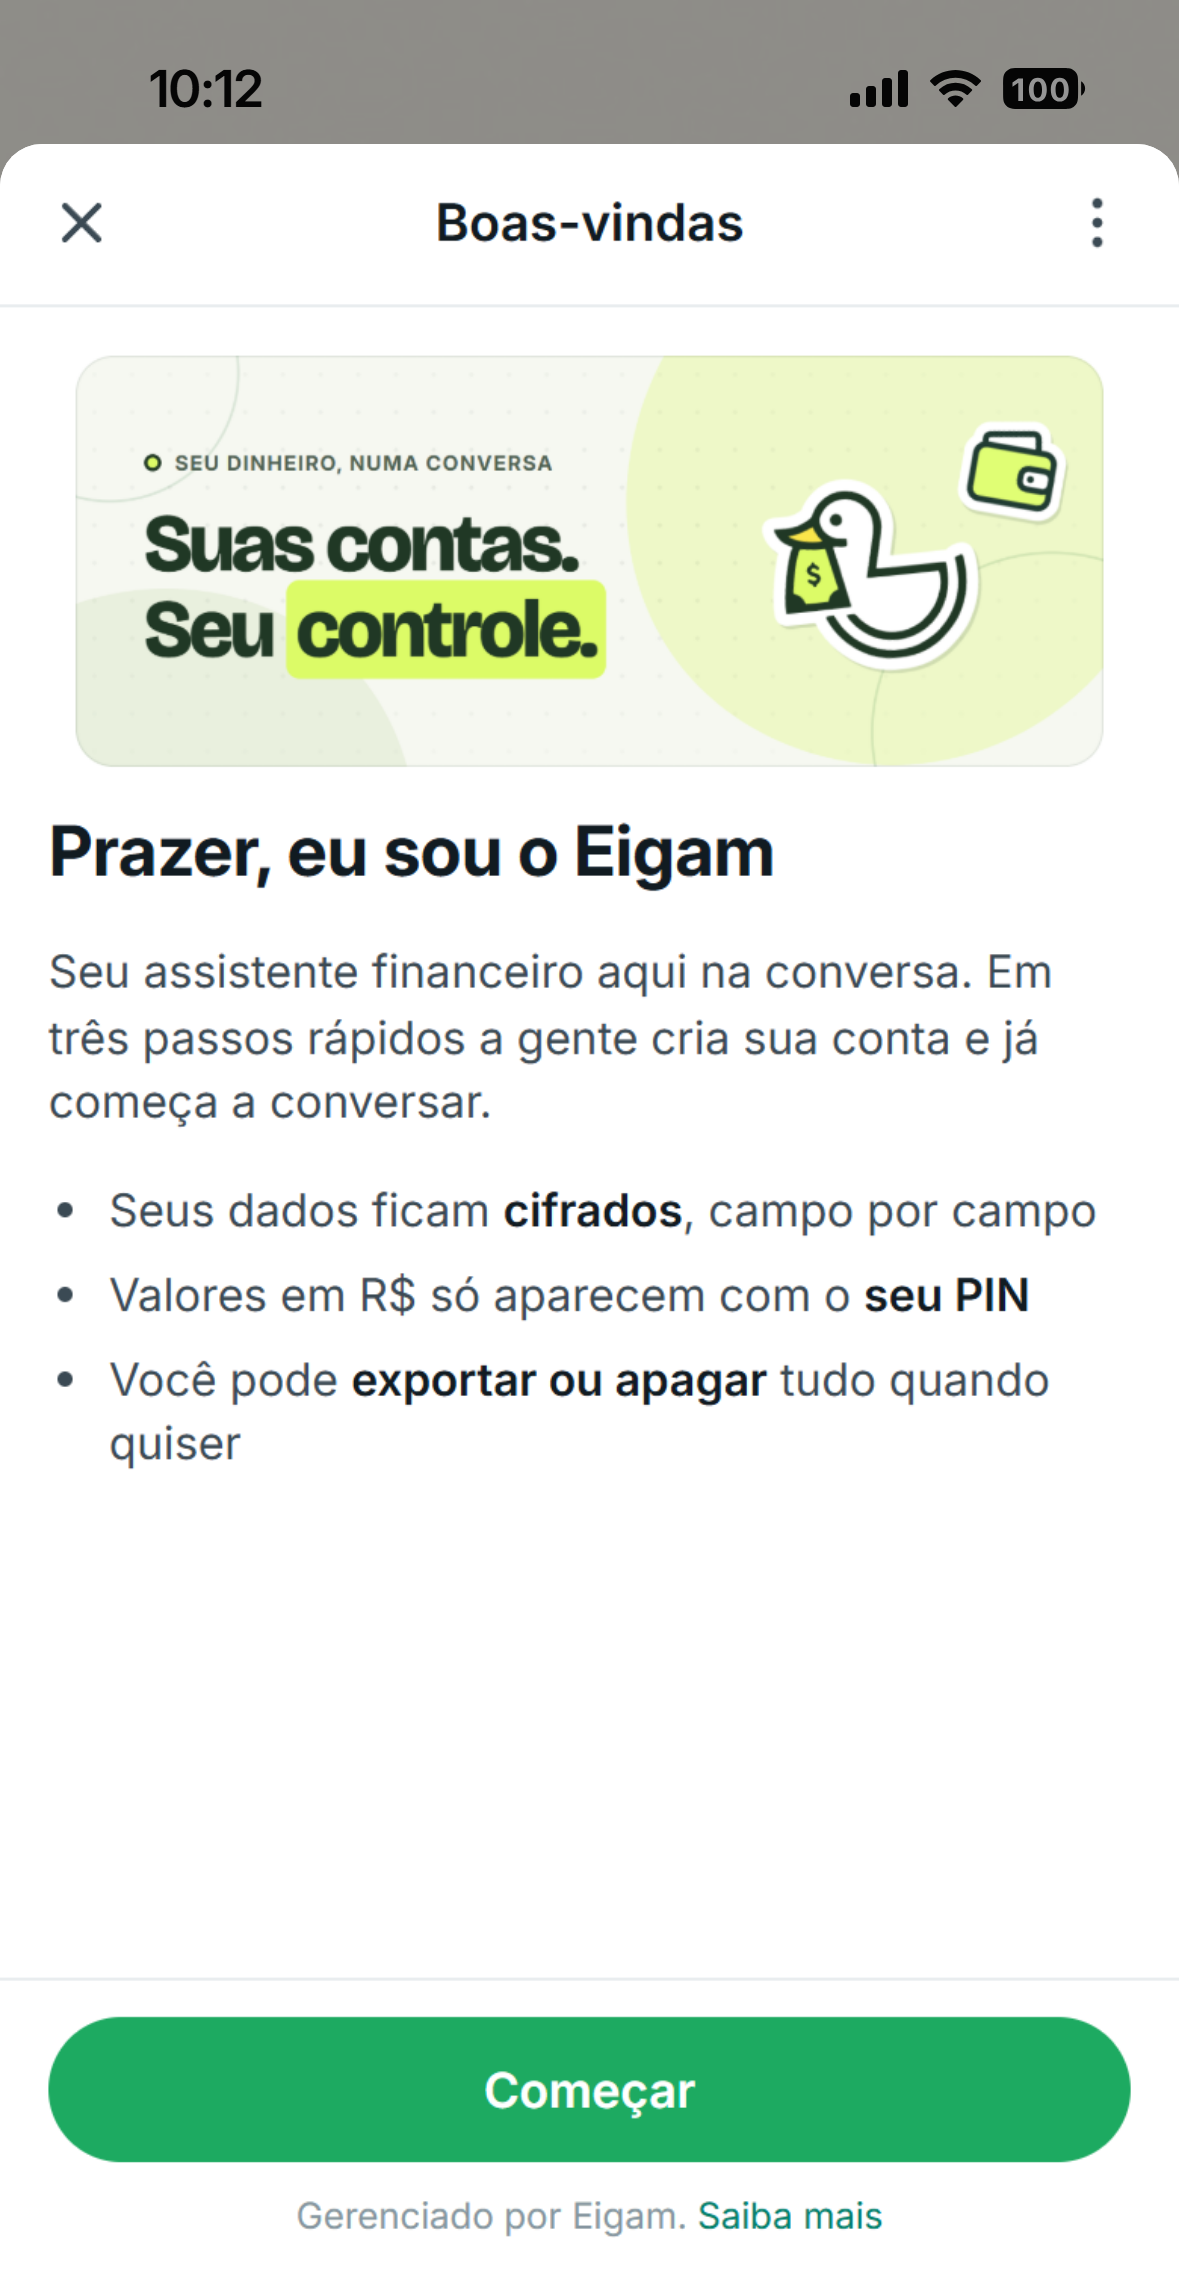 10:12
100
Boas-vindas
SEU DINHEIRO, NUMA CONVERSA
Suas contas.
Seu controle.
$
Prazer, eu sou o Eigam
Seu assistente financeiro aqui na conversa. Em
três passos rápidos a gente cria sua conta e já
começa a conversar.
• Seus dados ficam cifrados, campo por campo
• Valores em R$ só aparecem com o seu PIN
• Você pode exportar ou apagar tudo quando
quiser
Começar
Gerenciado por Eigam. Saiba mais